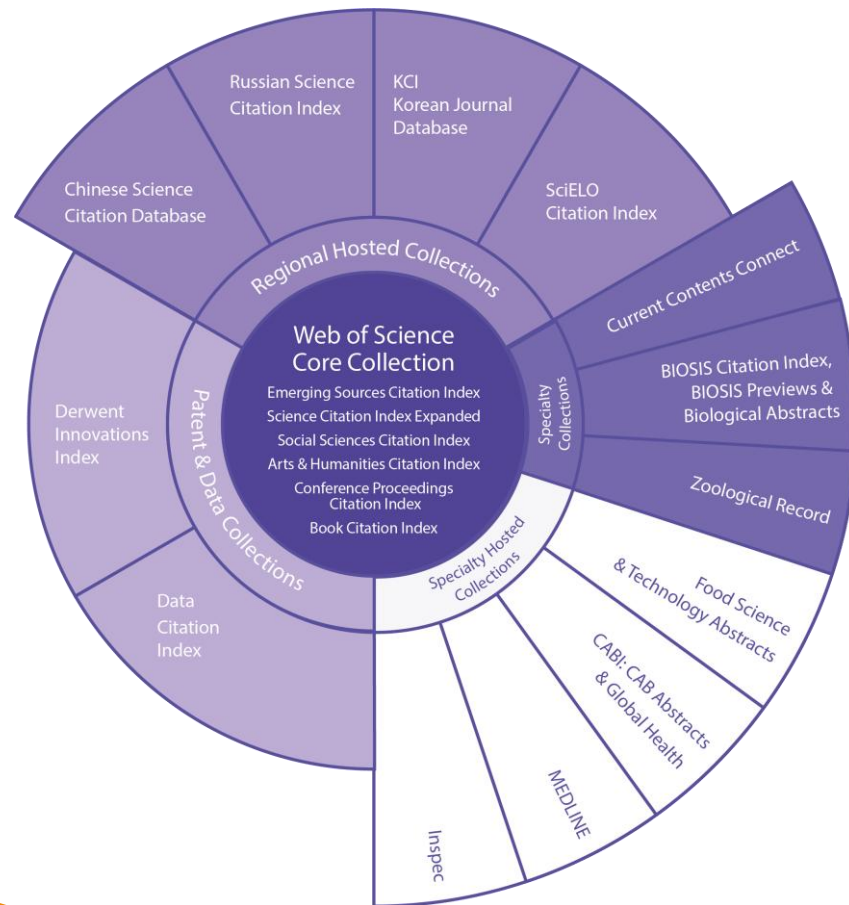 Russian Science
Citation Index
KCI
Korean Journal
Database
Chinese Science
Citation Database
SciELO
Citation Index
Regional Hosted Collections
Current Contents Connect
BIOSIS Citation Index,
BIOSIS Previews &
Biological Abstracts
Zoological Record
Specialty
Collections
Web of Science
Core Collection
Emerging Sources Citation Index
Science Citation Index Expanded
Social Sciences Citation Index
Arts & Humanities Citation Index
Conference Proceedings
Citation Index
Book Citation Index
Patent & Data Collections
Derwent
Innovations
Index
Data
Citation
Index
Specialty Hosted
Collections
Food Science
& Technology Abstracts
CABI: CAB Abstracts
& Global Health
MEDLINE
Inspec